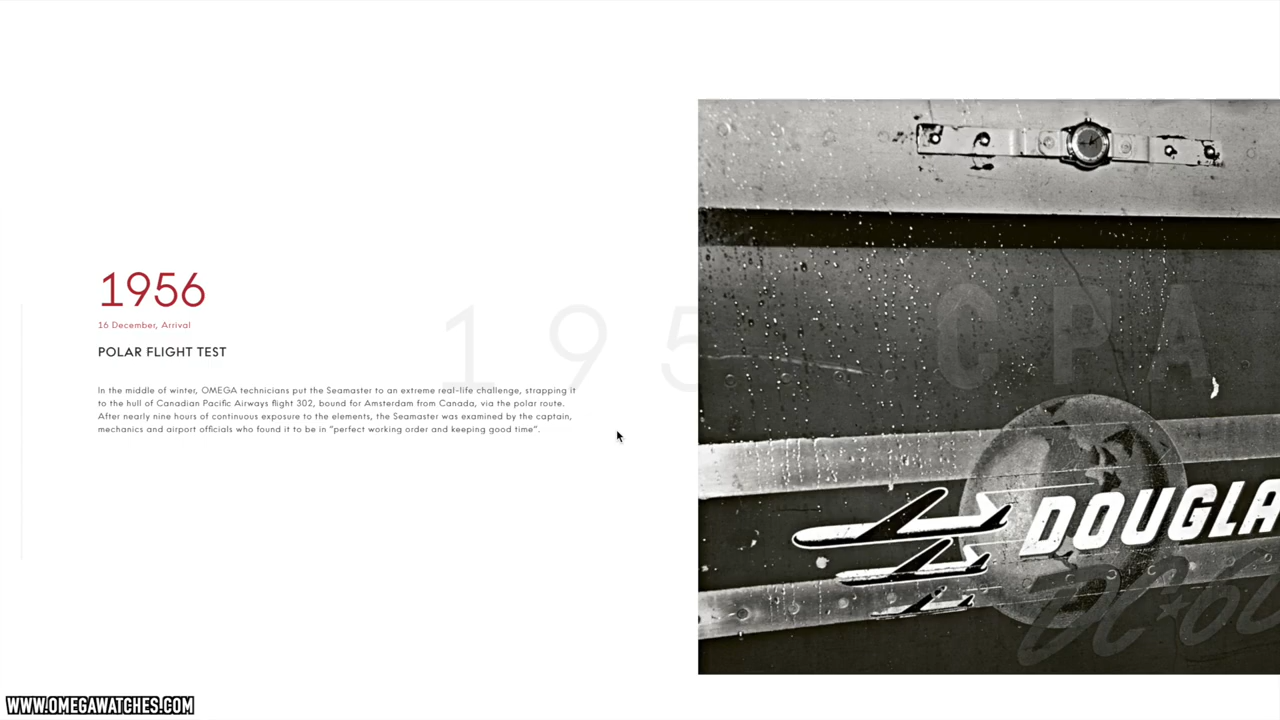 1956
16 December, Arrival
POLAR FLIGHT TEST
In the middle of winter, OMEGA technicians put the Seamaster to an extreme real-life challenge, strapping it
to the hull of Canadian Pacific Airways flight 302, bound for Amsterdam from Canada, via the polar route.
After nearly nine hours of continuous exposure to the elements, the Seamaster was examined by the captain,
mechanics and airport officials who found it to be in "perfect working order and keeping good time".
195
CPA
DOUGLA
DC★6
WWW.OMEGAWATCHES.COM